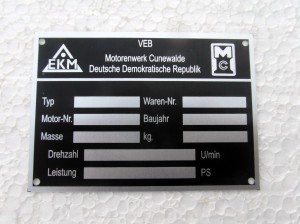 VEB
EKM
Motorenwerk Cunewalde
Deutsche Demokratische Republik
M
C
Typ Waren-Nr.
Motor-Nr. Baujahr
Masse kg.
Drehzahl U/min
Leistung PS